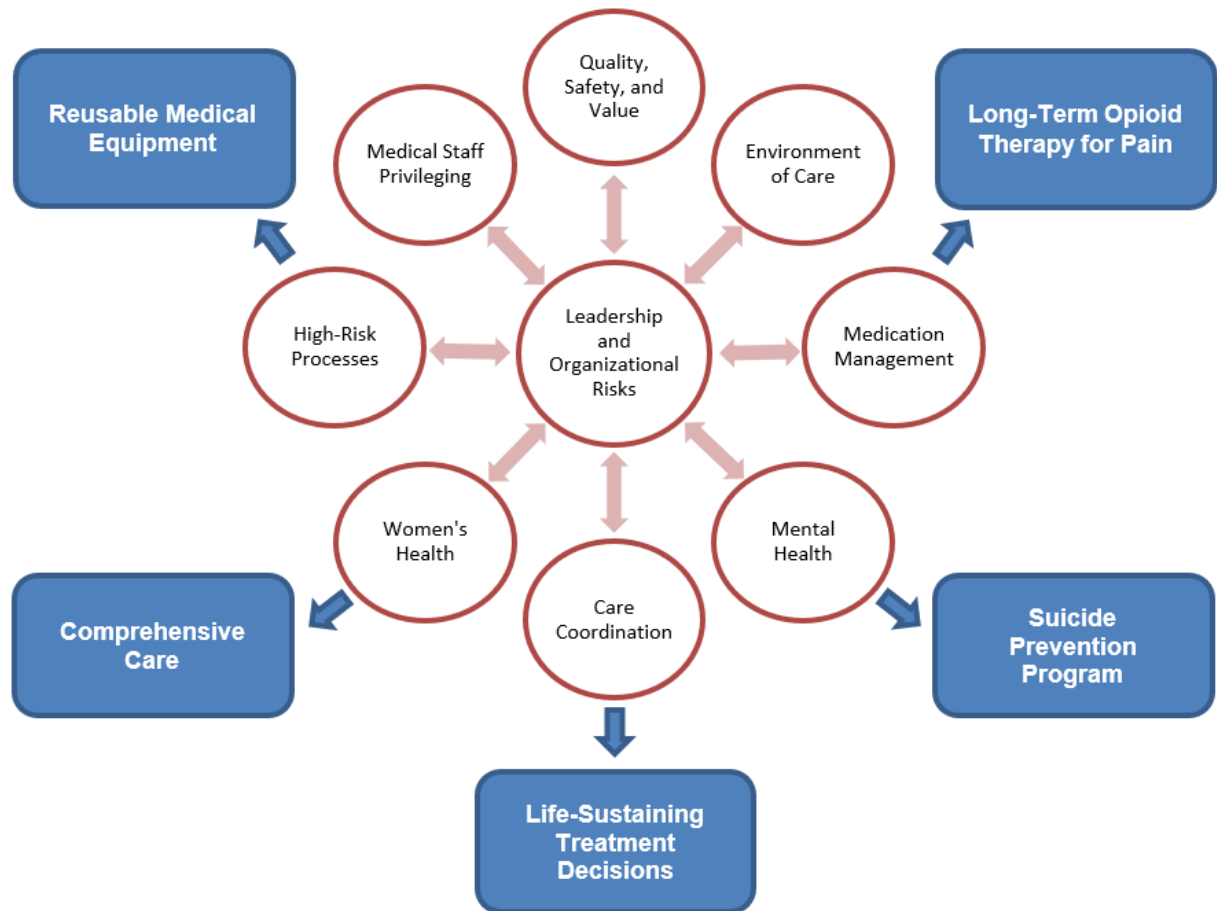 Quality,
Safety, and
Value
Reusable Medical
Equipment
Long-Term Opioid
Therapy for Pain
Medical Staff
Privileging
Environment
of Care
High-Risk
Processes
Leadership
and
Organizational
Risks
Medication
Management
Women's
Health
Mental
Health
Care
Coordination
Comprehensive
Care
Suicide
Prevention
Program
Life-Sustaining
Treatment
Decisions